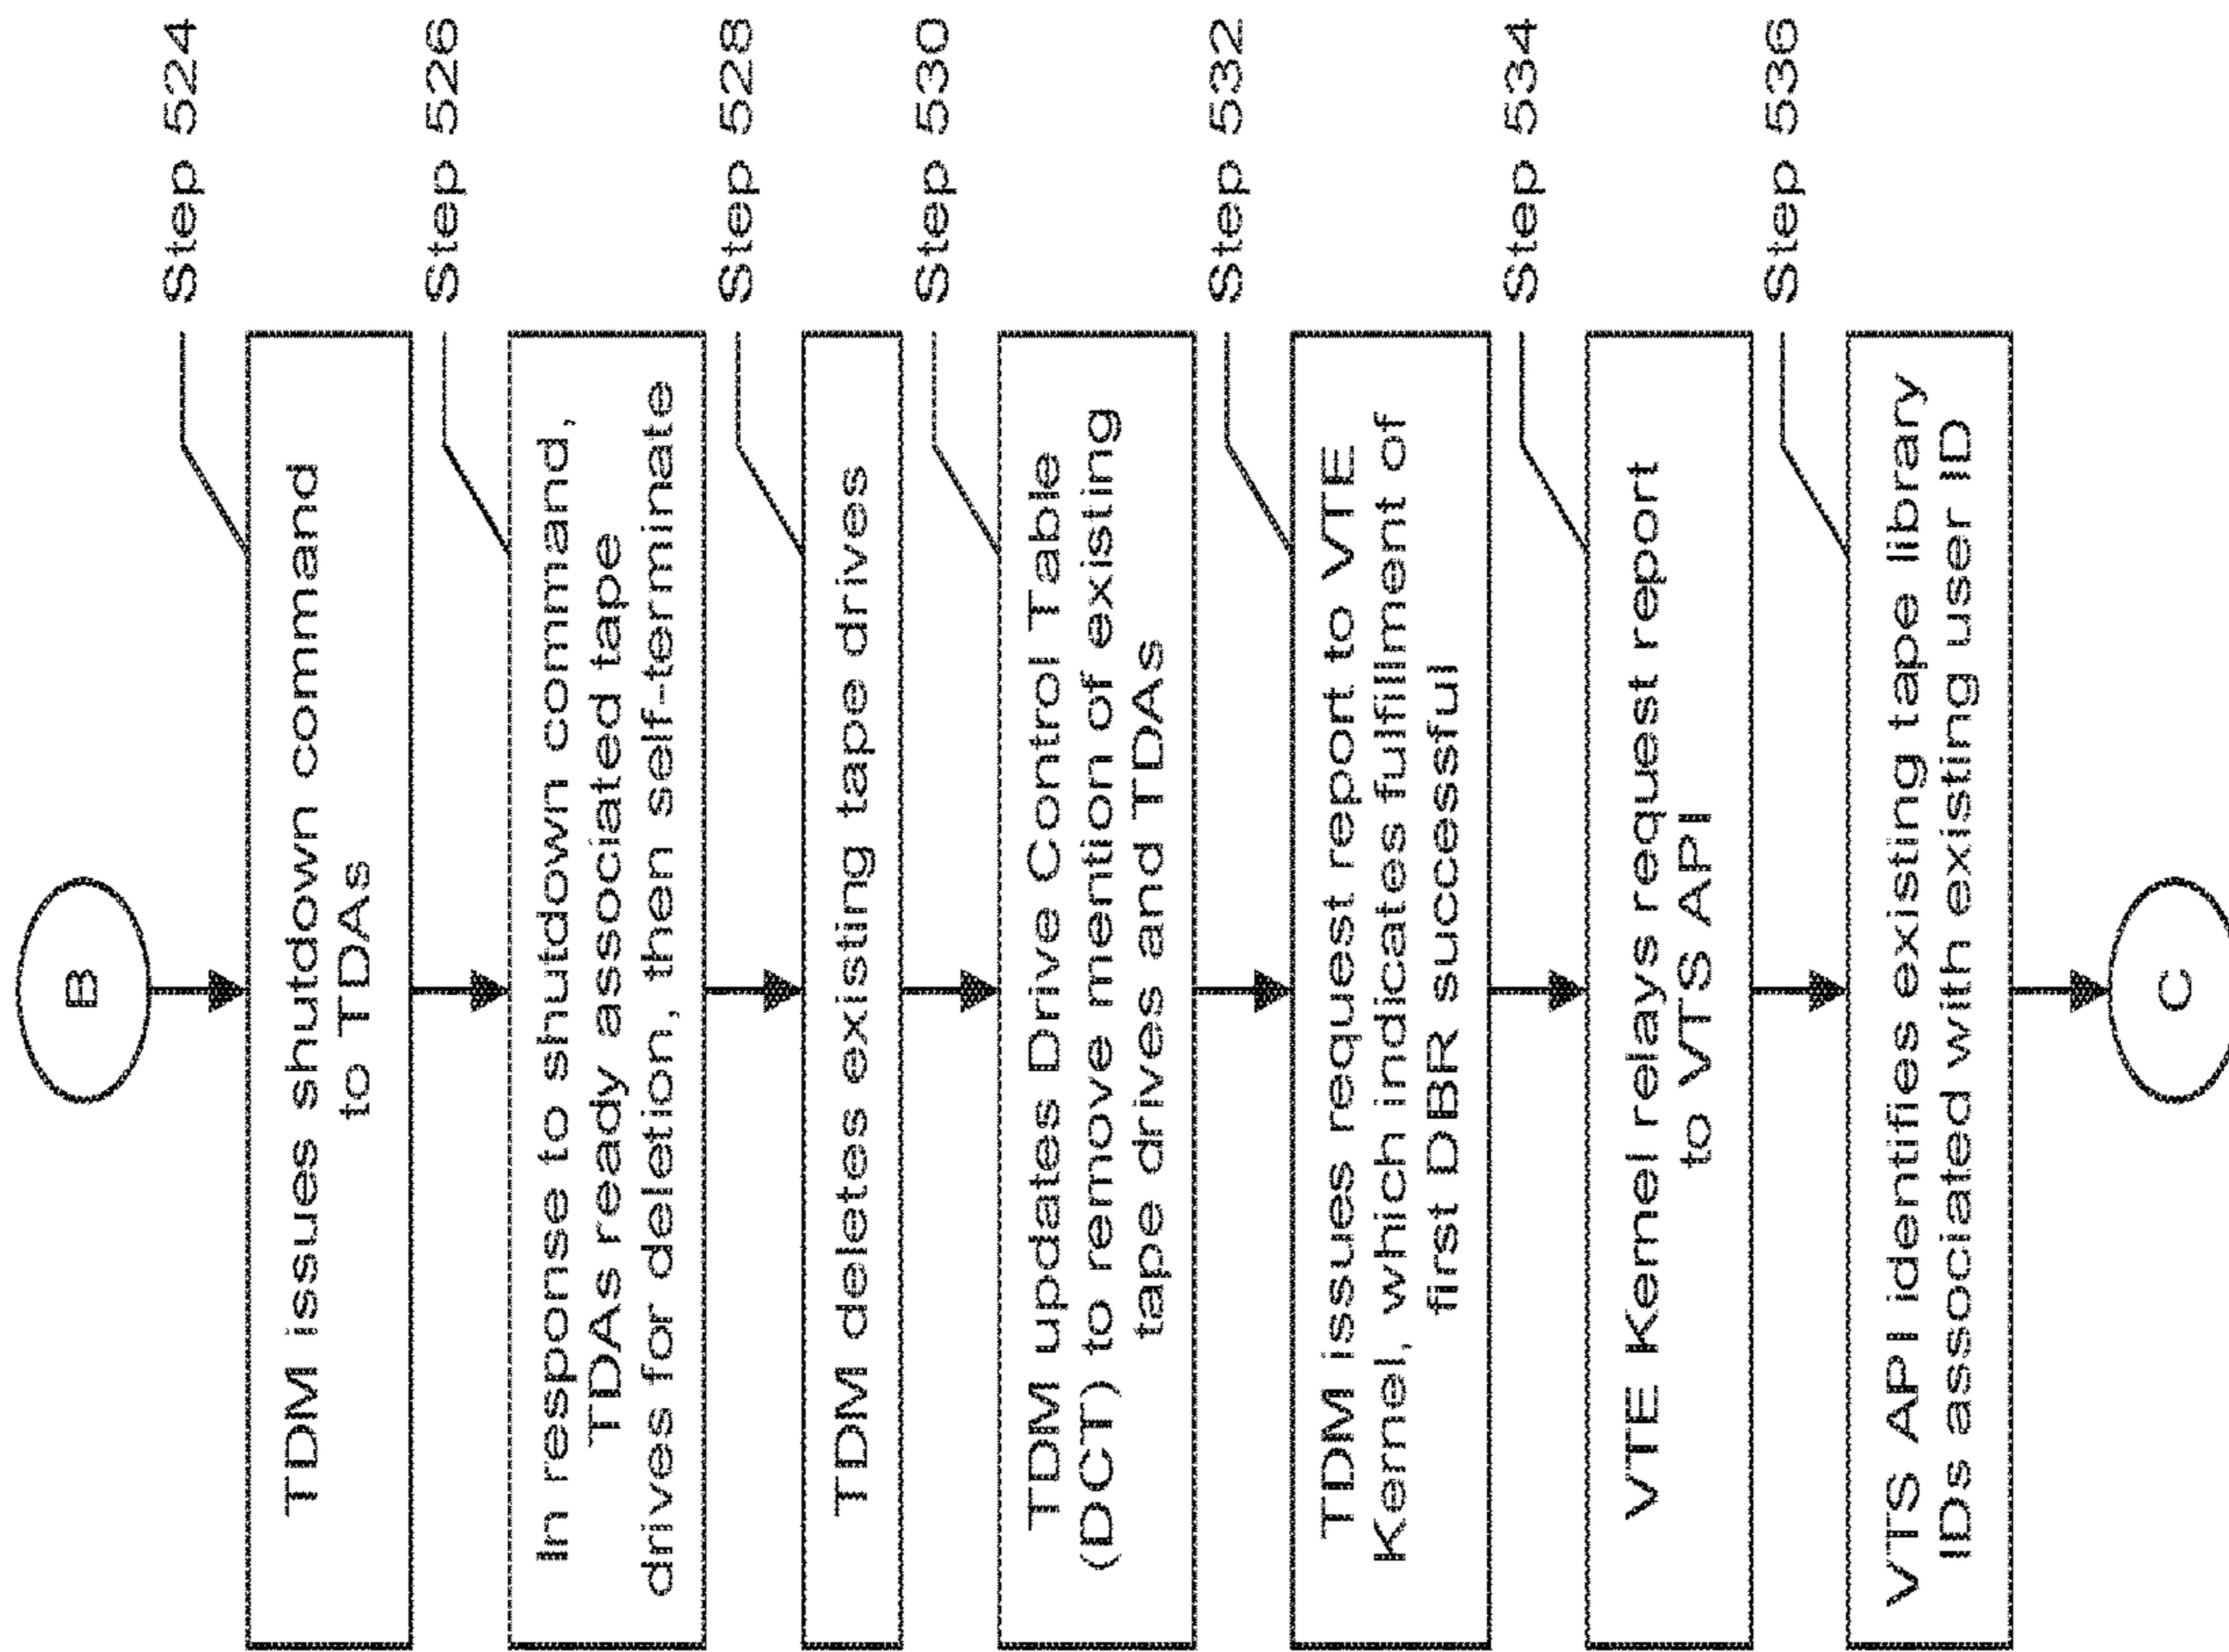 B
Step 524
TDM issues shutdown command
to TDAs
Step 526
In response to shutdown command,
TDAs ready associated tape
drives for deletion, then self-terminate
Step 528
TDM deletes existing tape drives
Step 530
TDM updates Drive Control Table
(DCT) to remove mention of existing
tape drives and TDAs
Step 532
TDM issues request report to VTE
Kernel, which indicates fulfillment of
first DBR successful
Step 534
VTE Kernel relays request report
to VTS API
Step 536
VTS API identifies existing tape library
IDs associated with existing user ID
C